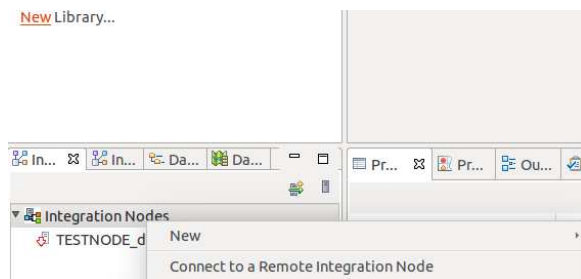 New Library...
In... In... Da... Da...
Pr... Pr... Ou...
Integration Nodes
TESTNODE_d
New
Connect to a Remote Integration Node